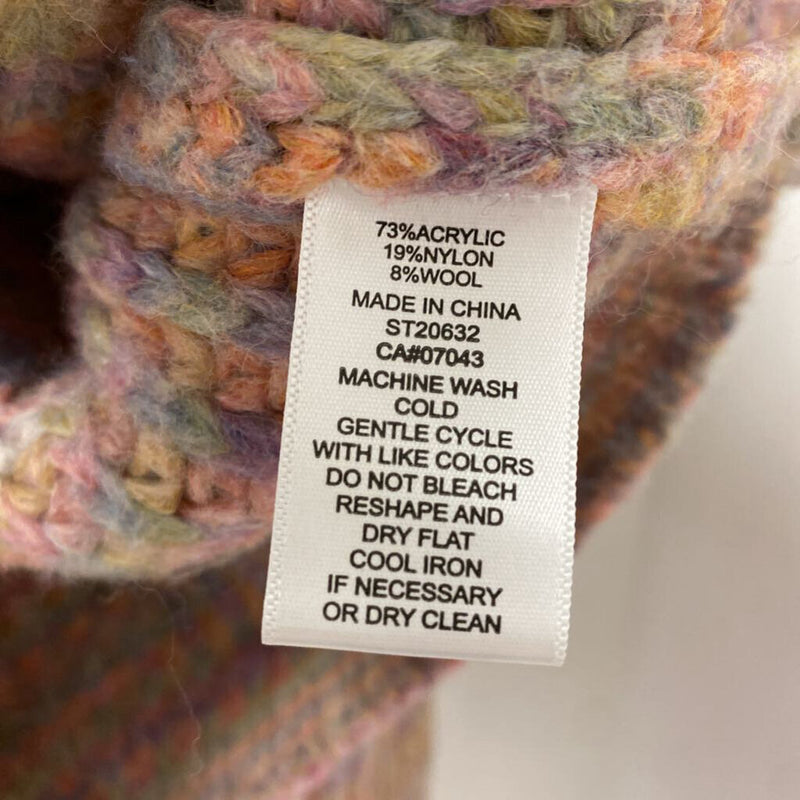 73%ACRYLIC
19%NYLON
8%WOOL
MADE IN CHINA
ST20632
CA#07043
MACHINE WASH
COLD
GENTLE CYCLE
WITH LIKE COLORS
DO NOT BLEACH
RESHAPE AND
DRY FLAT
COOL IRON
IF NECESSARY
OR DRY CLEAN